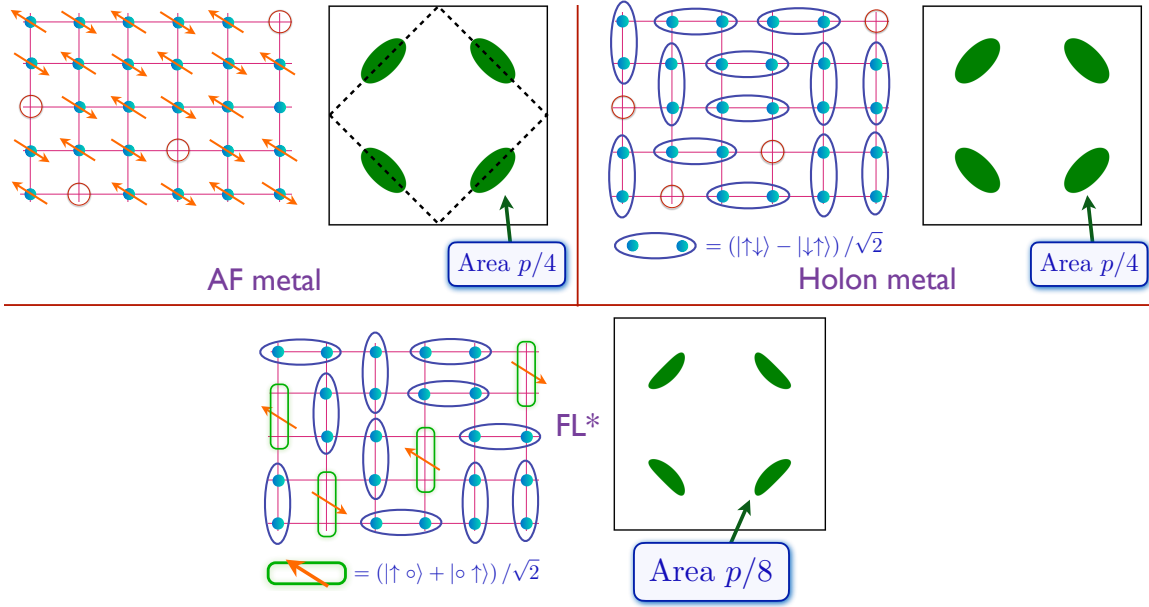 = (|↑↓⟩ − |↓↑⟩) /√2
Area p/4
Area p/4
AF metal
Holon metal
FL*
= (|↑ ∘⟩ + |∘ ↑⟩) /√2
Area p/8